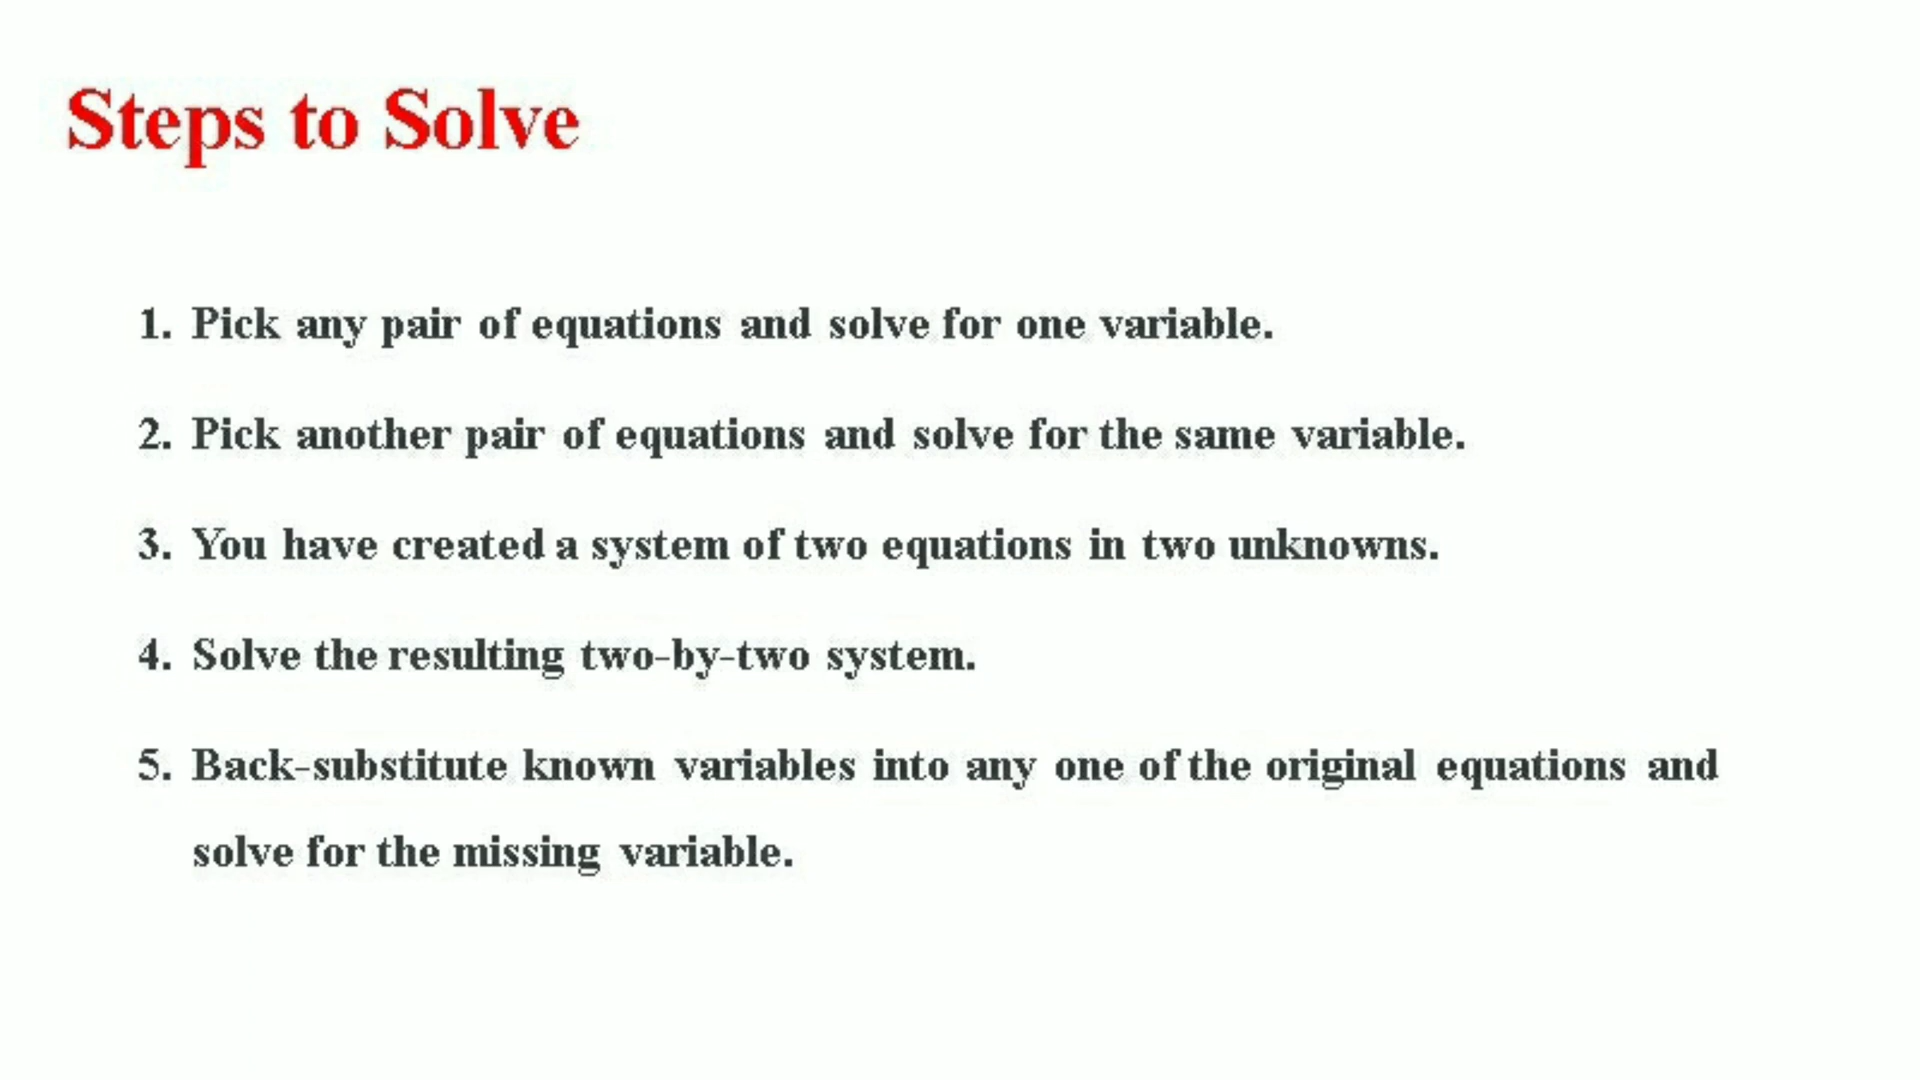 Steps to Solve
1. Pick any pair of equations and solve for one variable.
2. Pick another pair of equations and solve for the same variable.
3. You have created a system of two equations in two unknowns.
4. Solve the resulting two-by-two system.
5. Back-substitute known variables into any one of the original equations and
solve for the missing variable.